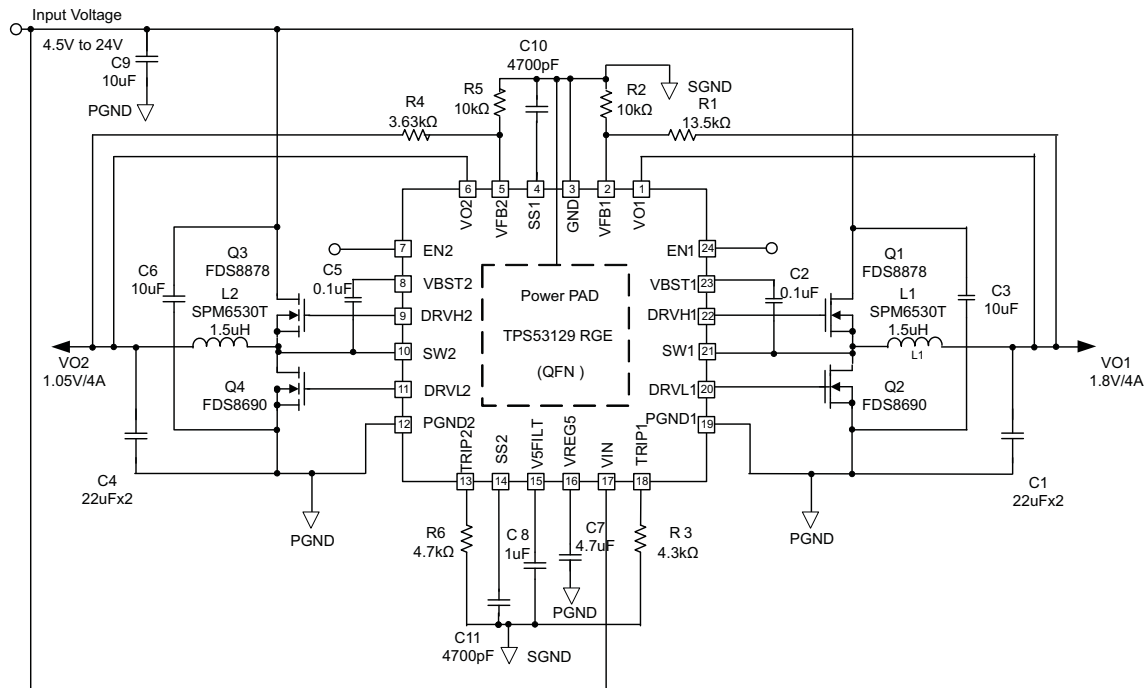 Input Voltage
4.5V to 24V
C9
10uF
PGND
C10
4700pF
R5
10kΩ
R2
10kΩ
SGND
R4
3.63kΩ
R1
13.5kΩ
6
5
4
3
2
1
VO2
VFB2
SS1
GND
VFB1
VO1
7
EN2
EN1
24
Q3
FDS8878
C6
10uF
L2
SPM6530T
1.5uH
C5
0.1uF
8
VBST2
VBST1
23
C2
0.1uF
Q1
FDS8878
L1
SPM6530T
1.5uH
L1
C3
10uF
9
DRVH2
DRVH1
22
Power PAD
TPS53129 RGE
(QFN )
10
SW2
SW1
21
VO2
1.05V/4A
VO1
1.8V/4A
Q4
FDS8690
11
DRVL2
DRVL1
20
Q2
FDS8690
12
PGND2
PGND1
19
TRIP2
SS2
V5FILT
VREG5
VIN
TRIP1
13
14
15
16
17
18
C4
22uFx2
PGND
R6
4.7kΩ
C 8
1uF
C7
4.7uF
R 3
4.3kΩ
PGND
C1
22uFx2
PGND
C11
4700pF
SGND